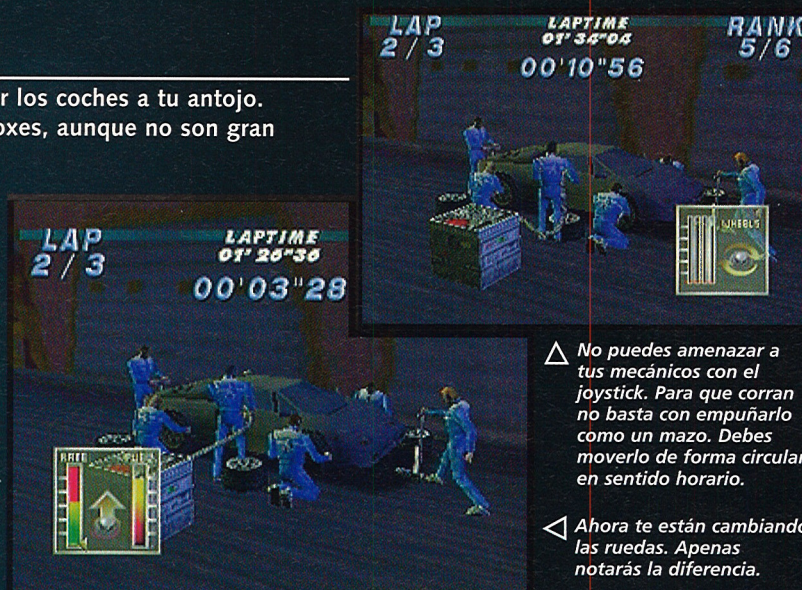 r los coches a tu antojo.
oxes, aunque no son gran
LAP
2 / 3
LAPTIME
01'34"04
00'10"56
RANK
5/6
WHEELS
LAP
2 / 3
LAPTIME
01'26"36
00'03"28
RATE
△ No puedes amenazar a
tus mecánicos con el
joystick. Para que corran
no basta con empuñarlo
como un mazo. Debes
moverlo de forma circular
en sentido horario.
◁ Ahora te están cambiando
las ruedas. Apenas
notarás la diferencia.